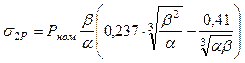 σ₂P = Pном β/α (0,237 · ∛(β²/α) − 0,41/∛(αβ))